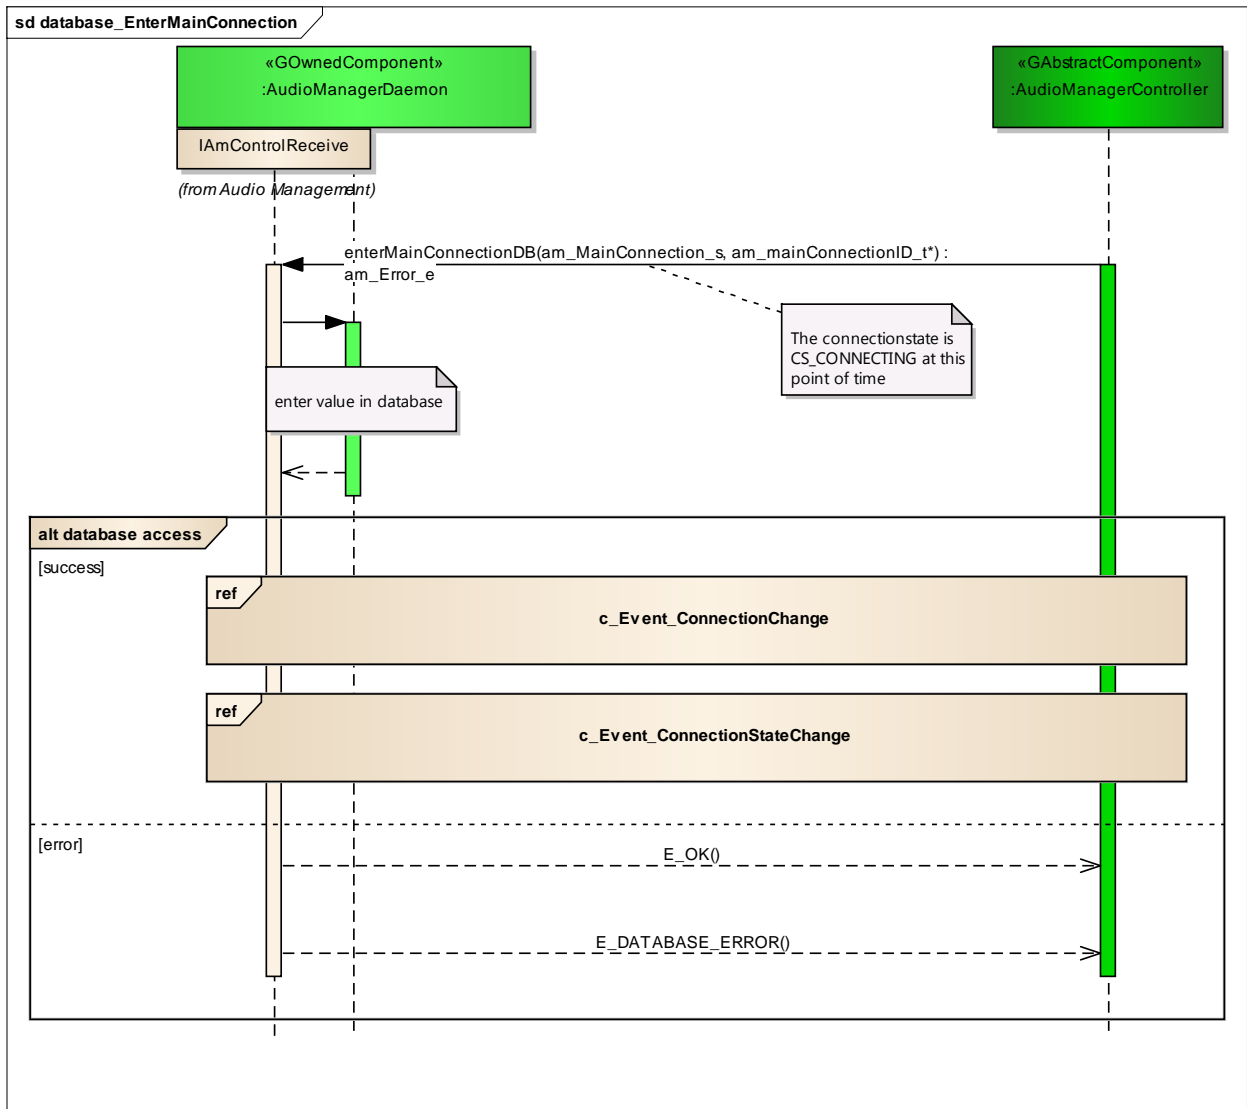 sd database_EnterMainConnection
«GOwnedComponent»
:AudioManagerDaemon
«GAbstractComponent»
:AudioManagerController
IAmControlReceive
(from Audio Management)
enterMainConnectionDB(am_MainConnection_s, am_mainConnectionID_t*) :
am_Error_e
The connectionstate is
CS_CONNECTING at this
point of time
enter value in database
alt database access
[success]
ref
c_Event_ConnectionChange
ref
c_Event_ConnectionStateChange
[error]
E_OK()
E_DATABASE_ERROR()